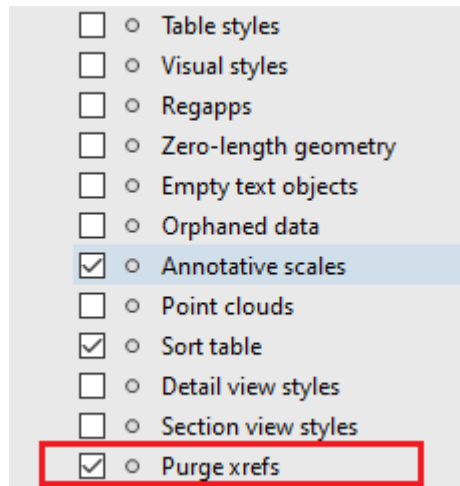 Table styles
Visual styles
Regapps
Zero-length geometry
Empty text objects
Orphaned data
Annotative scales
Point clouds
Sort table
Detail view styles
Section view styles
Purge xrefs